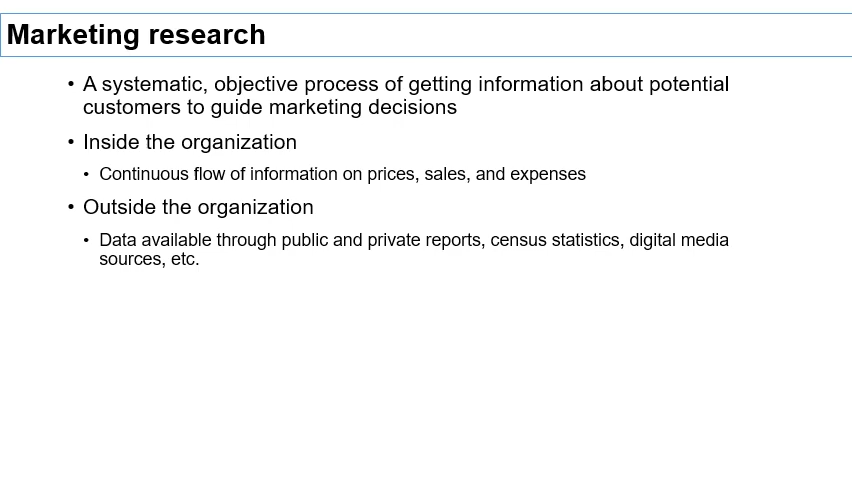 Marketing research
• A systematic, objective process of getting information about potential
customers to guide marketing decisions
• Inside the organization
• Continuous flow of information on prices, sales, and expenses
• Outside the organization
• Data available through public and private reports, census statistics, digital media
sources, etc.